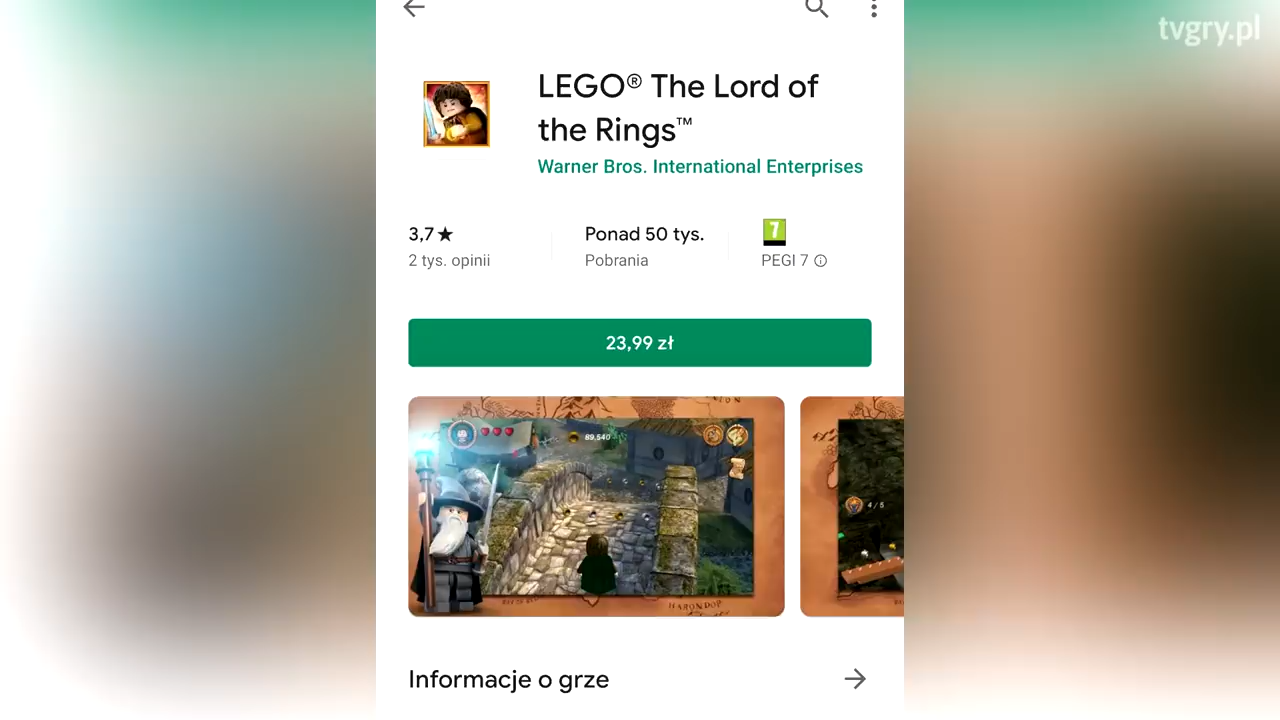 tvgry.pl
LEGO® The Lord of
the Rings™
Warner Bros. International Enterprises
3,7★
2 tys. opinii
Ponad 50 tys.
Pobrania
7
PEGI 7
23,99 zł
89,540
4 / 5
HARONDOR
Informacje o grze